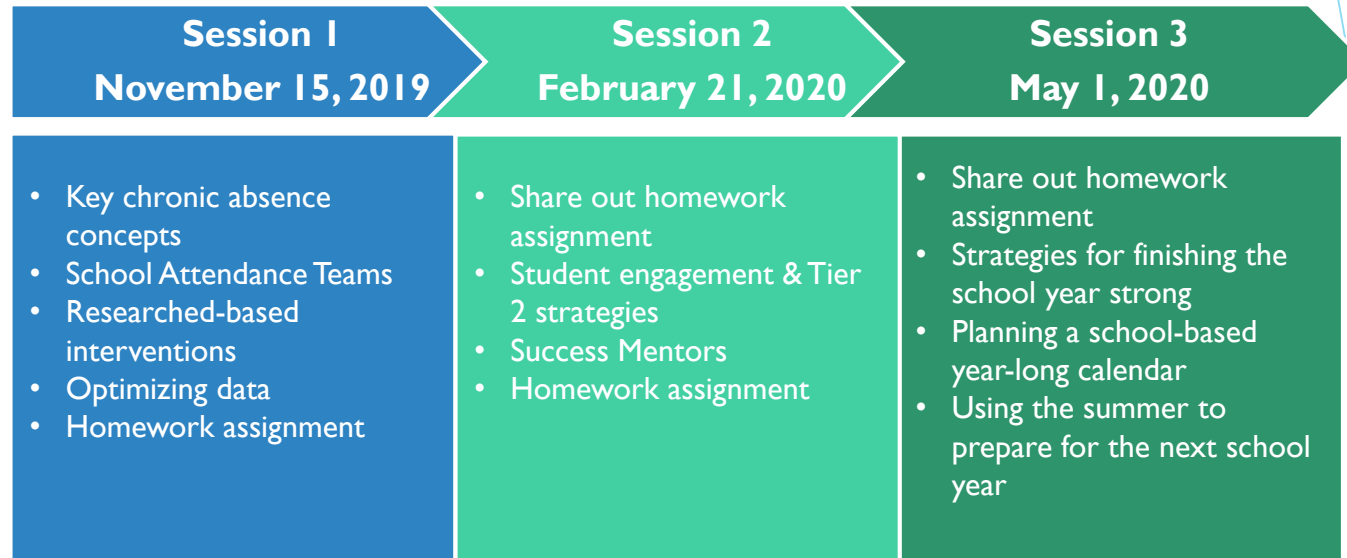 Session 1
November 15, 2019
Session 2
February 21, 2020
Session 3
May 1, 2020
• Key chronic absence
concepts
• School Attendance Teams
• Researched-based
interventions
• Optimizing data
• Homework assignment
• Share out homework
assignment
• Student engagement & Tier
2 strategies
• Success Mentors
• Homework assignment
• Share out homework
assignment
• Strategies for finishing the
school year strong
• Planning a school-based
year-long calendar
• Using the summer to
prepare for the next school
year